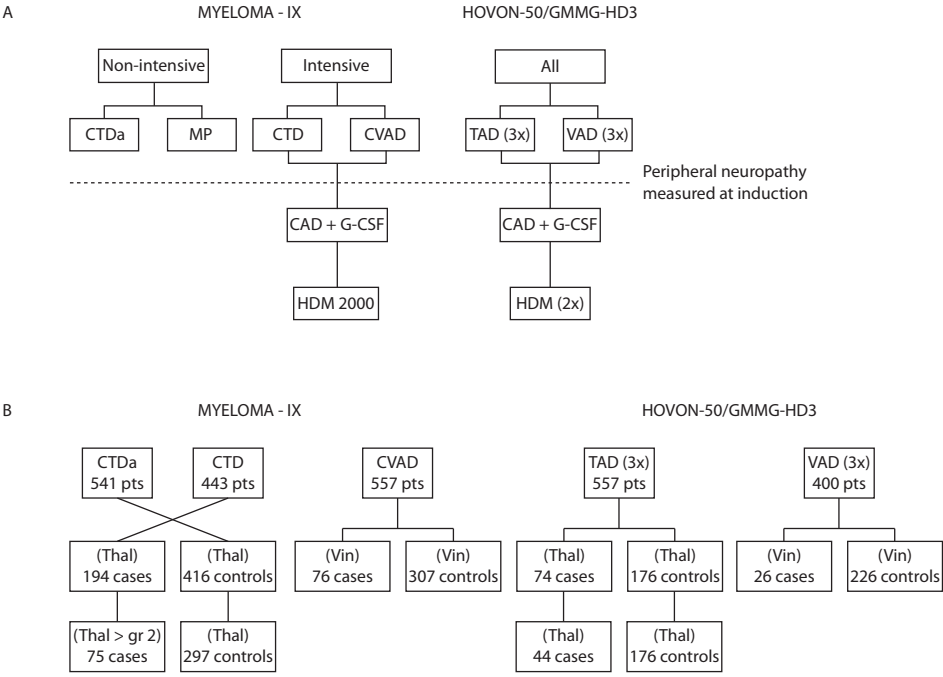 A
MYELOMA - IX
HOVON-50/GMMG-HD3
Non-intensive
Intensive
All
CTDa
MP
CTD
CVAD
TAD (3x)
VAD (3x)
Peripheral neuropathy
measured at induction
CAD + G-CSF
CAD + G-CSF
HDM 2000
HDM (2x)
B
MYELOMA - IX
HOVON-50/GMMG-HD3
CTDa
541 pts
CTD
443 pts
CVAD
557 pts
TAD (3x)
557 pts
VAD (3x)
400 pts
(Thal)
194 cases
(Thal)
416 controls
(Vin)
76 cases
(Vin)
307 controls
(Thal)
74 cases
(Thal)
176 controls
(Vin)
26 cases
(Vin)
226 controls
(Thal > gr 2)
75 cases
(Thal)
297 controls
(Thal)
44 cases
(Thal)
176 controls